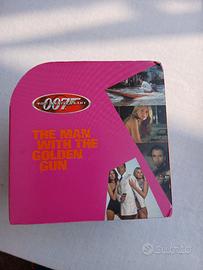 007
THE MAN
WITH THE
GOLDEN
GUN
subito